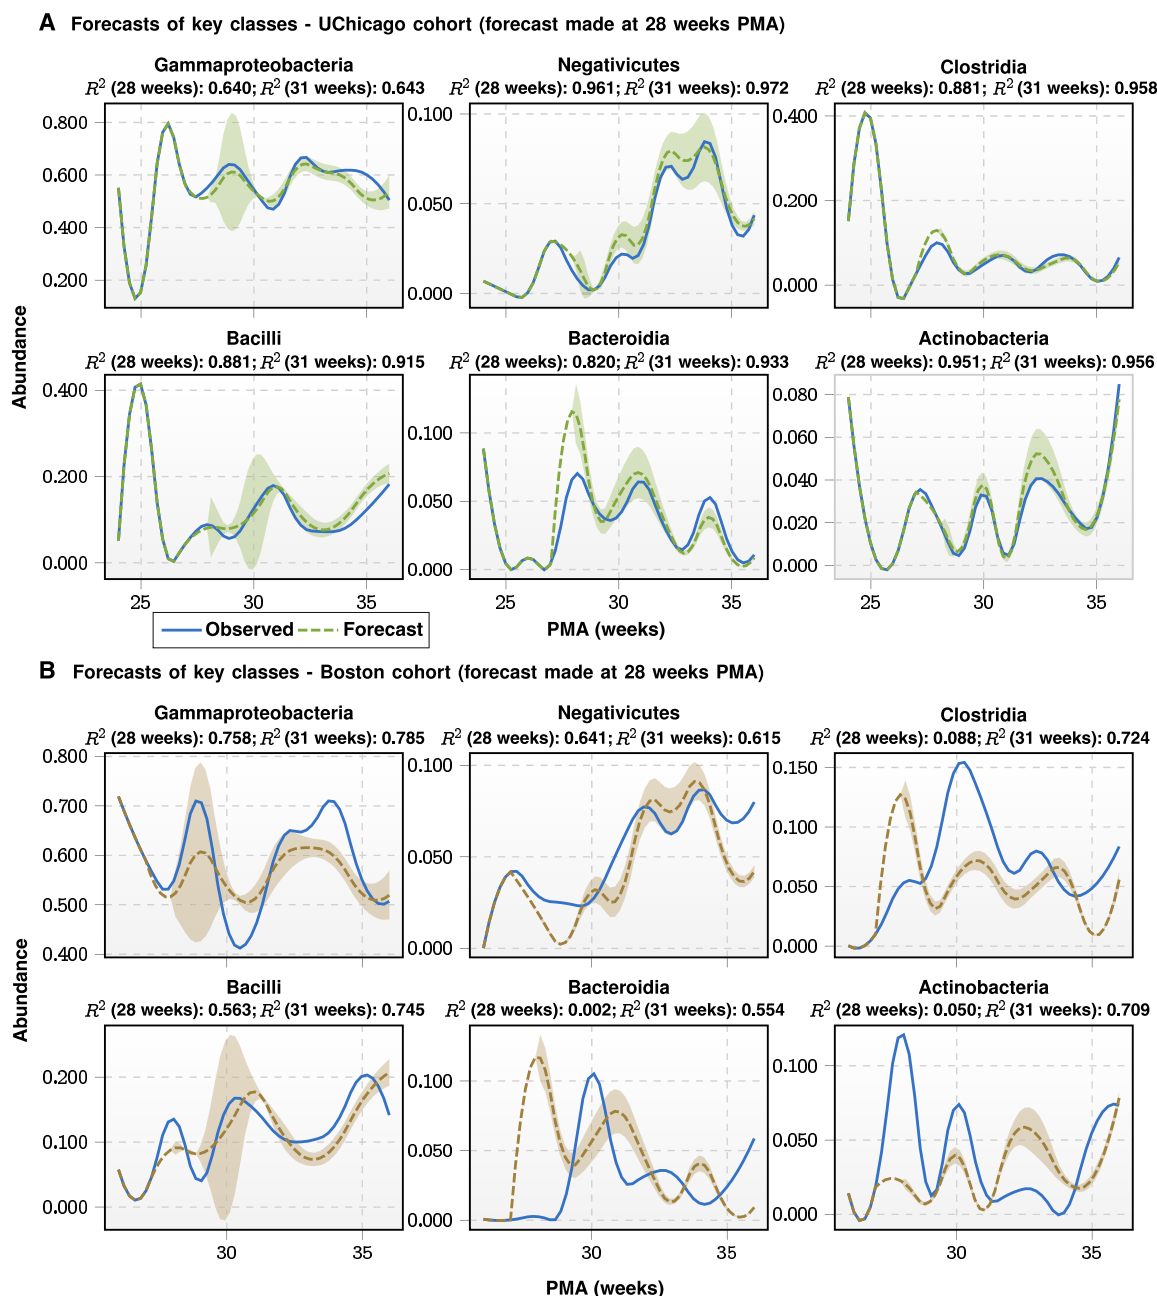 A Forecasts of key classes - UChicago cohort (forecast made at 28 weeks PMA)
Gammaproteobacteria
R² (28 weeks): 0.640; R² (31 weeks): 0.643
Negativicutes
R² (28 weeks): 0.961; R² (31 weeks): 0.972
Clostridia
R² (28 weeks): 0.881; R² (31 weeks): 0.958
0.800
0.600
0.400
0.200
0.100
0.050
0.000
0.400
0.200
0.000
Abundance
Bacilli
R² (28 weeks): 0.881; R² (31 weeks): 0.915
Bacteroidia
R² (28 weeks): 0.820; R² (31 weeks): 0.933
Actinobacteria
R² (28 weeks): 0.951; R² (31 weeks): 0.956
0.400
0.200
0.000
25 30 35
0.100
0.050
0.000
25 30 35
0.080
0.060
0.040
0.020
0.000
25 30 35
Observed Forecast
PMA (weeks)
B Forecasts of key classes - Boston cohort (forecast made at 28 weeks PMA)
Gammaproteobacteria
R² (28 weeks): 0.758; R² (31 weeks): 0.785
Negativicutes
R² (28 weeks): 0.641; R² (31 weeks): 0.615
Clostridia
R² (28 weeks): 0.088; R² (31 weeks): 0.724
0.800
0.700
0.600
0.500
0.400
0.100
0.050
0.000
0.150
0.100
0.050
0.000
Abundance
Bacilli
R² (28 weeks): 0.563; R² (31 weeks): 0.745
Bacteroidia
R² (28 weeks): 0.002; R² (31 weeks): 0.554
Actinobacteria
R² (28 weeks): 0.050; R² (31 weeks): 0.709
0.200
0.100
0.000
30 35
0.100
0.050
0.000
30 35
0.100
0.050
0.000
30 35
PMA (weeks)